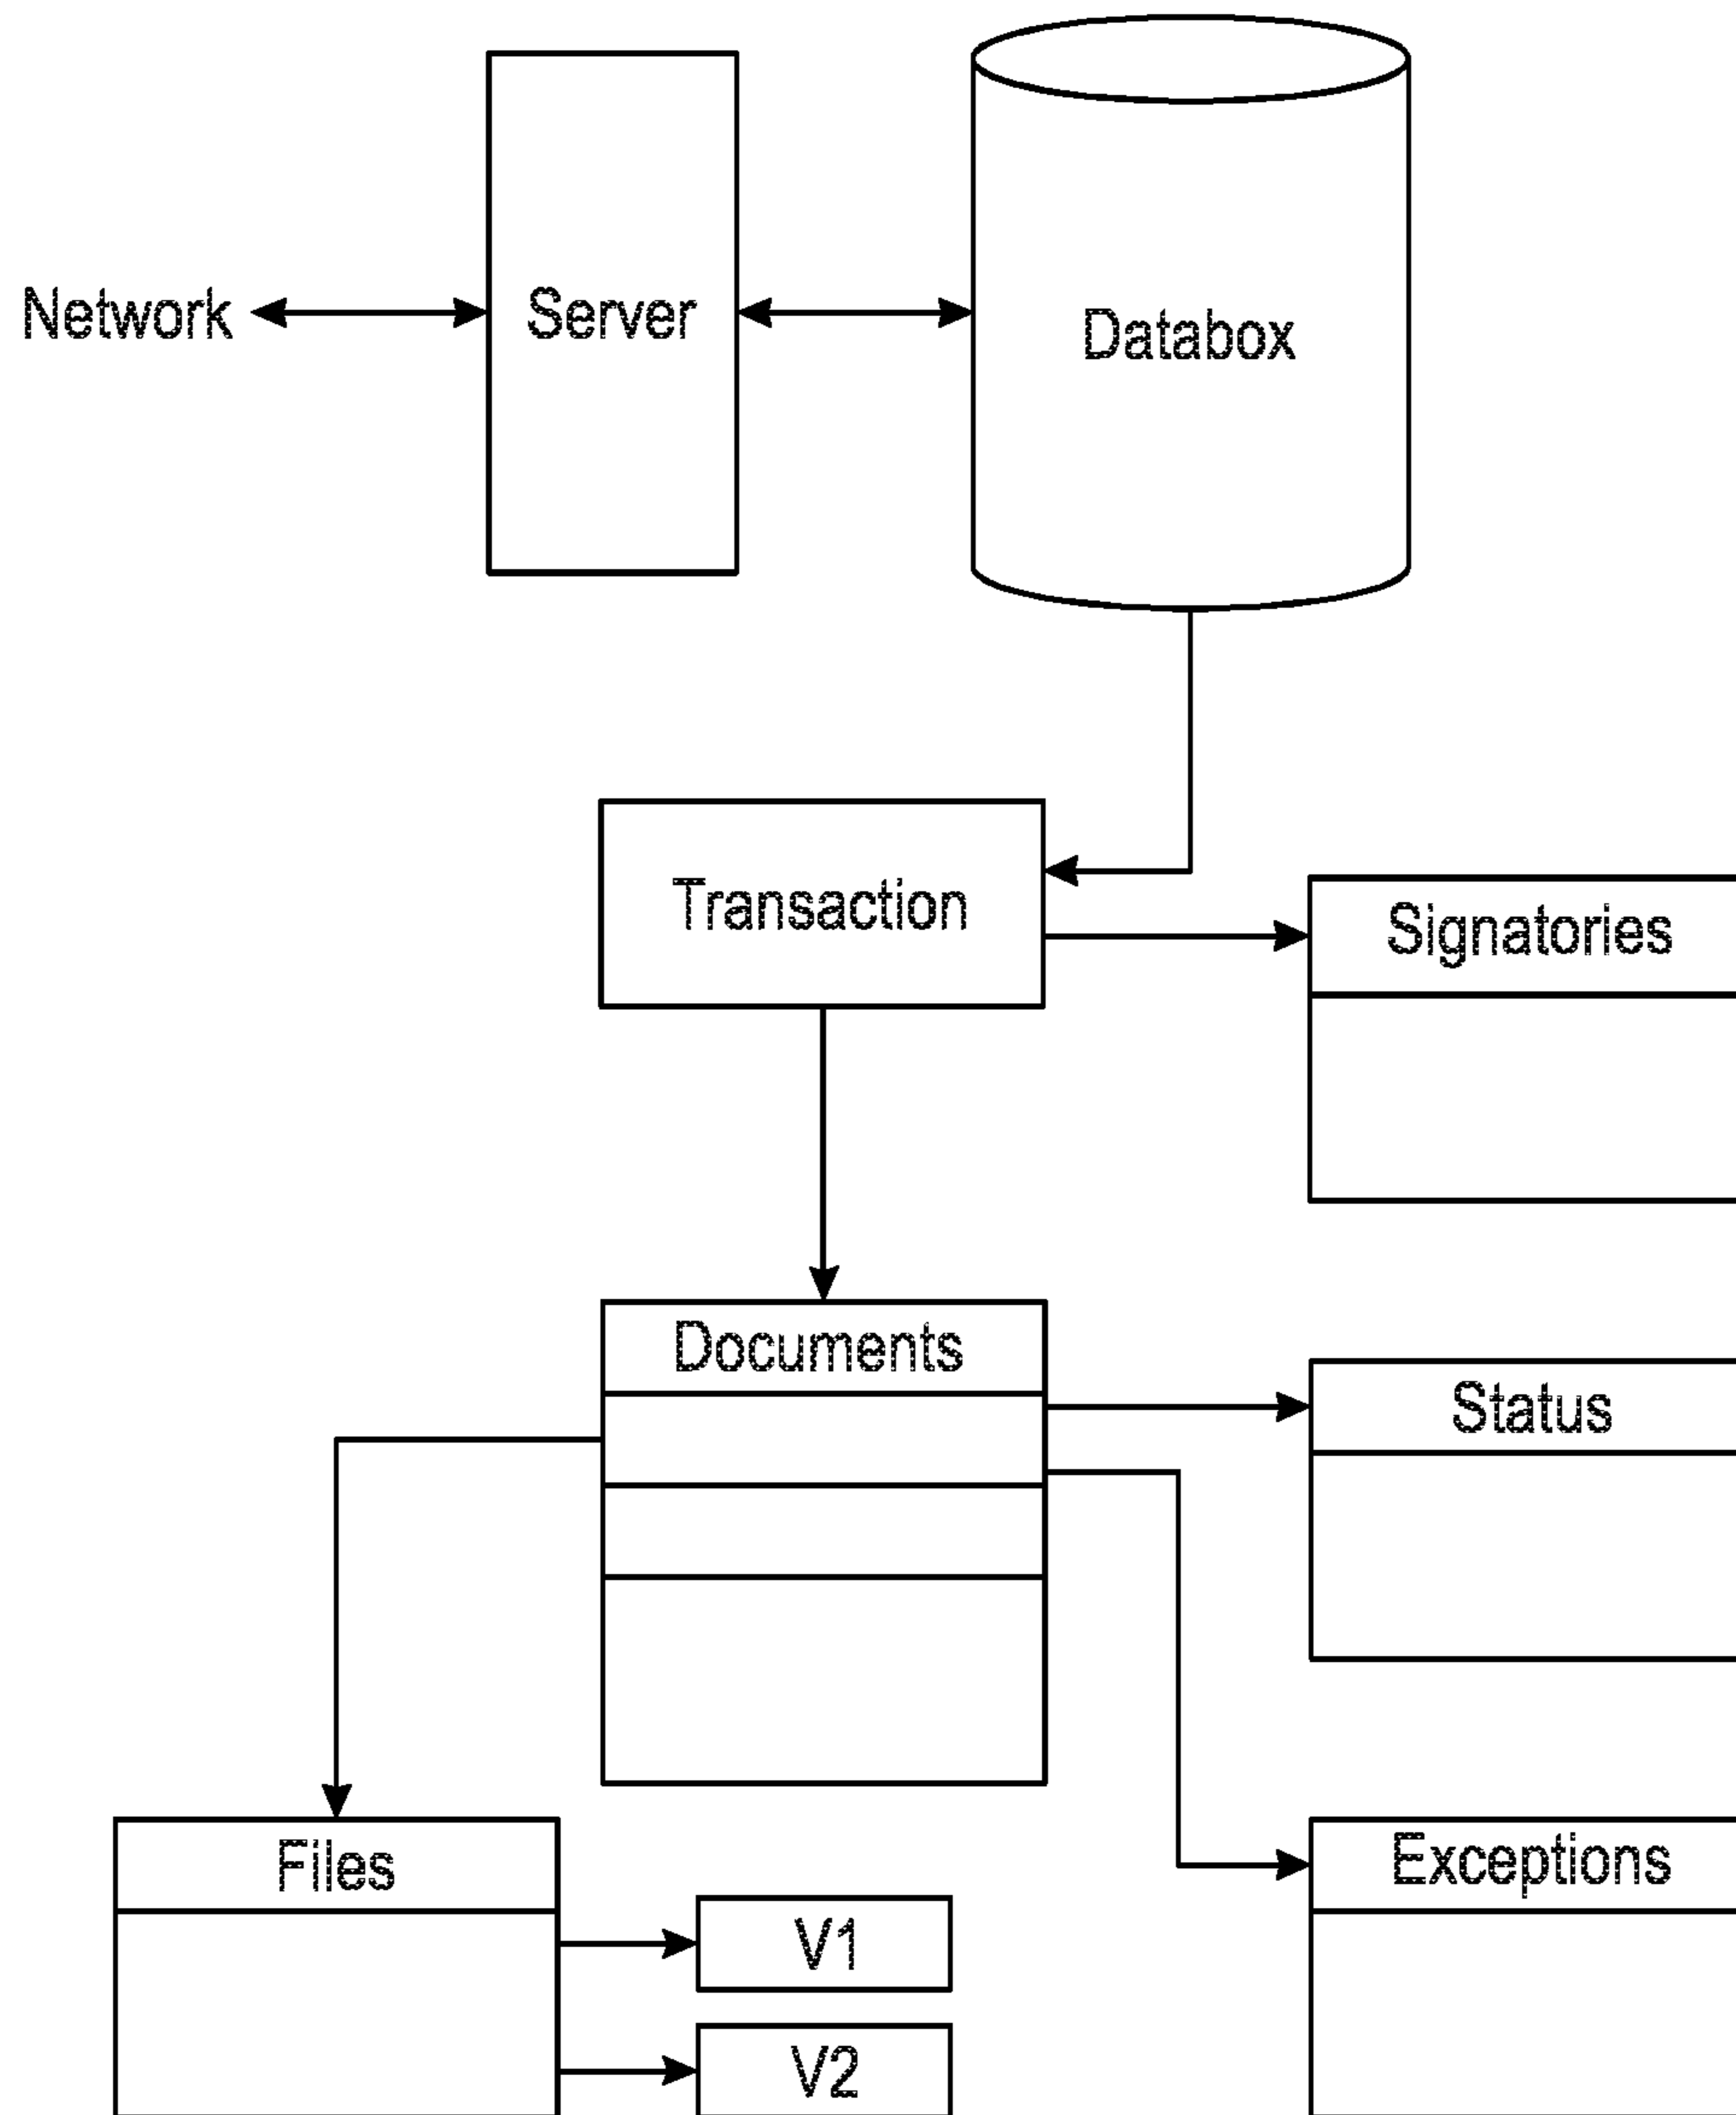 Network
Server
Databox
Transaction
Signatories
Documents
Status
Files
Exceptions
V1
V2